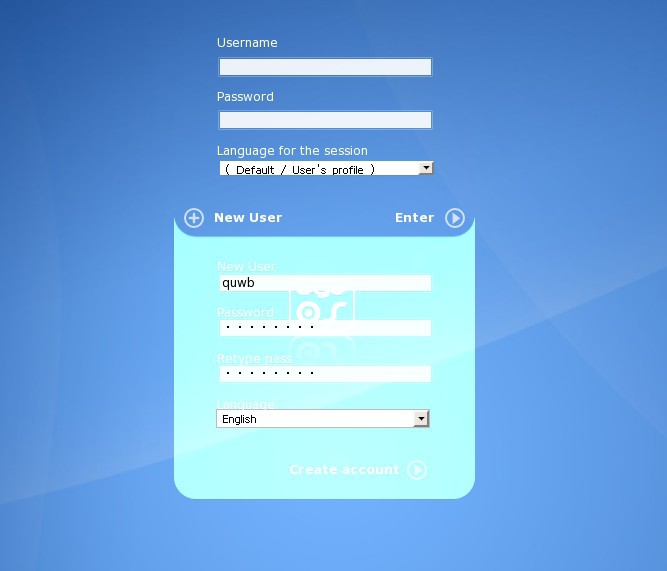 Username
Password
Language for the session
( Default / User's profile )
New User
Enter
New User
quwb
Password
Retype pass
Language
English
Create account